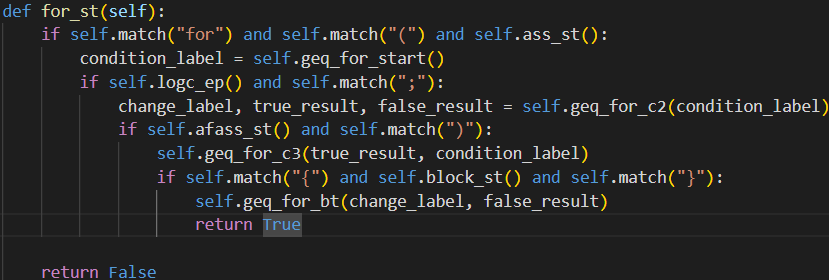 def for_st(self):
    if self.match("for") and self.match("(") and self.ass_st():
        condition_label = self.geq_for_start()
        if self.logc_ep() and self.match(";"):
            change_label, true_result, false_result = self.geq_for_c2(condition_label)
            if self.afass_st() and self.match(")"):
                self.geq_for_c3(true_result, condition_label)
                if self.match("{") and self.block_st() and self.match("}"):
                    self.geq_for_bt(change_label, false_result)
                    return True
    return False